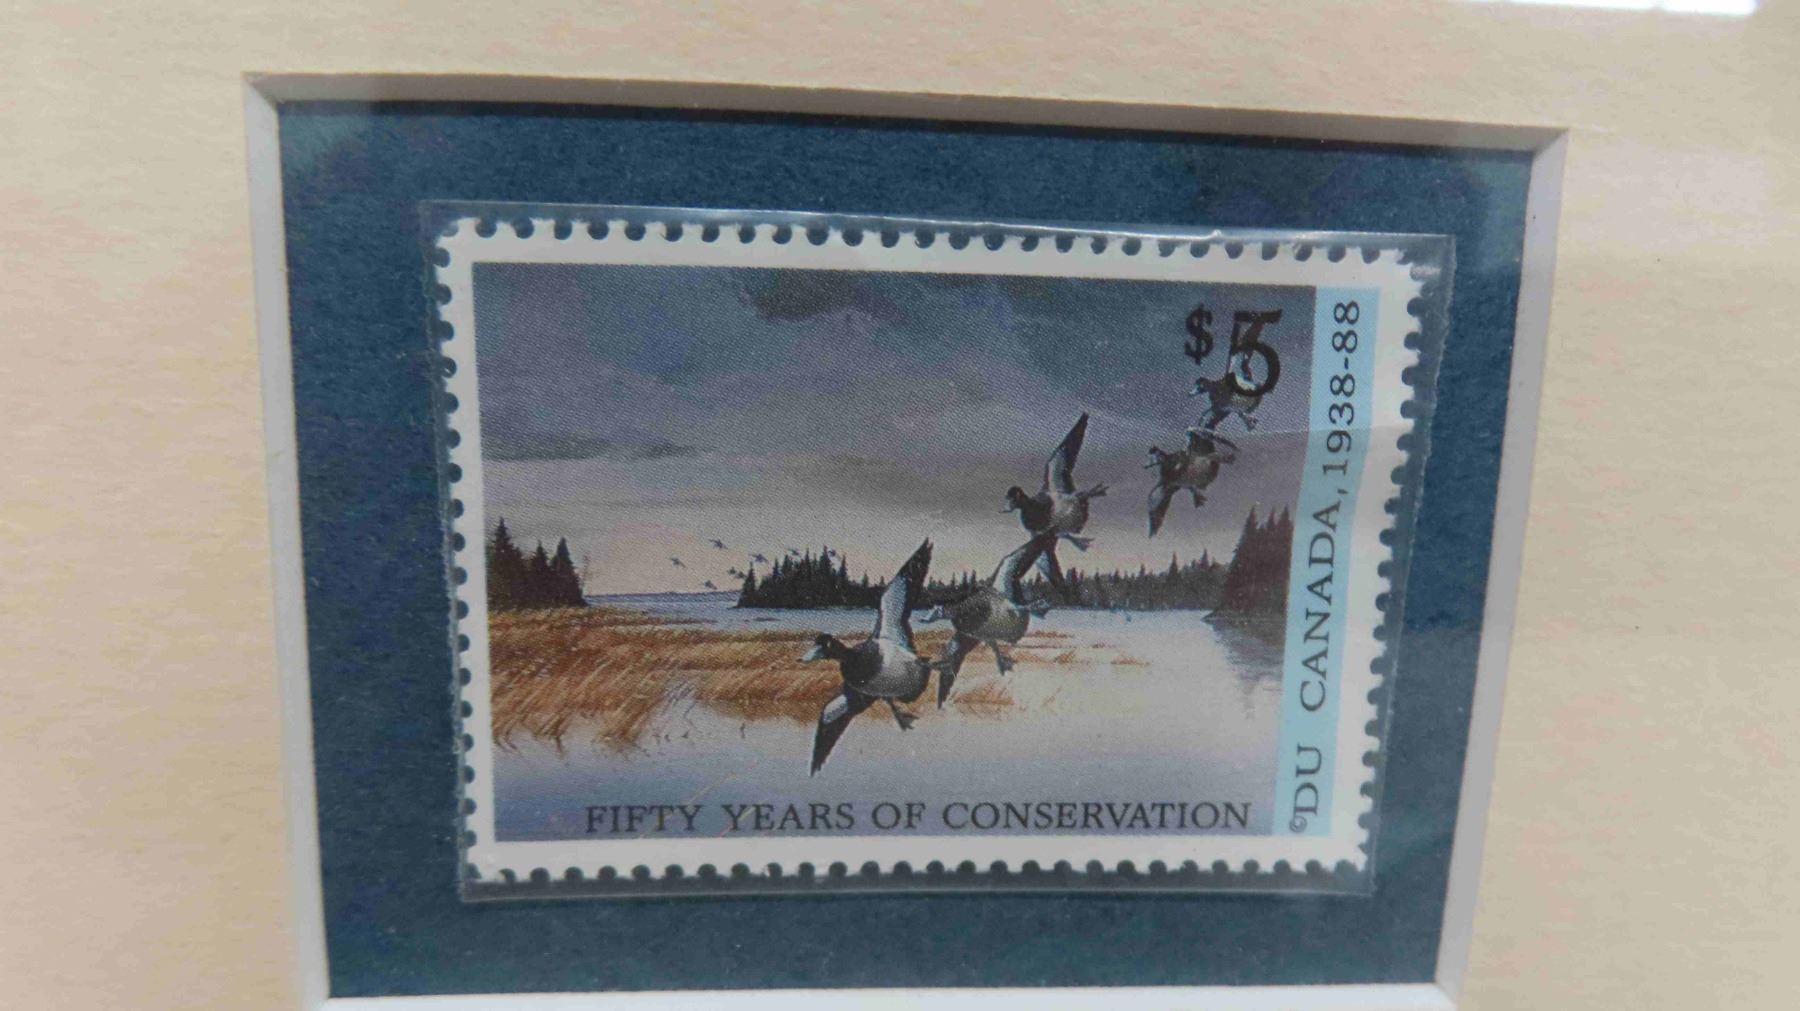 $5
DU CANADA, 1938-88
FIFTY YEARS OF CONSERVATION